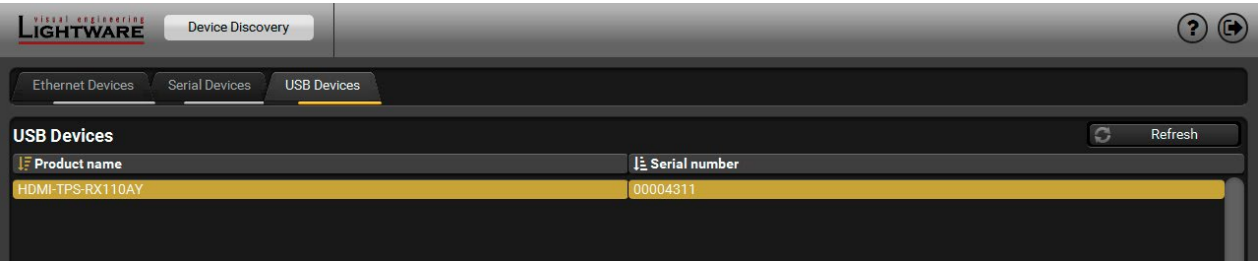 visual engineering
LIGHTWARE
Device Discovery
?
Ethernet Devices Serial Devices USB Devices
USB Devices
Refresh
Product name Serial number
HDMI-TPS-RX110AY 00004311